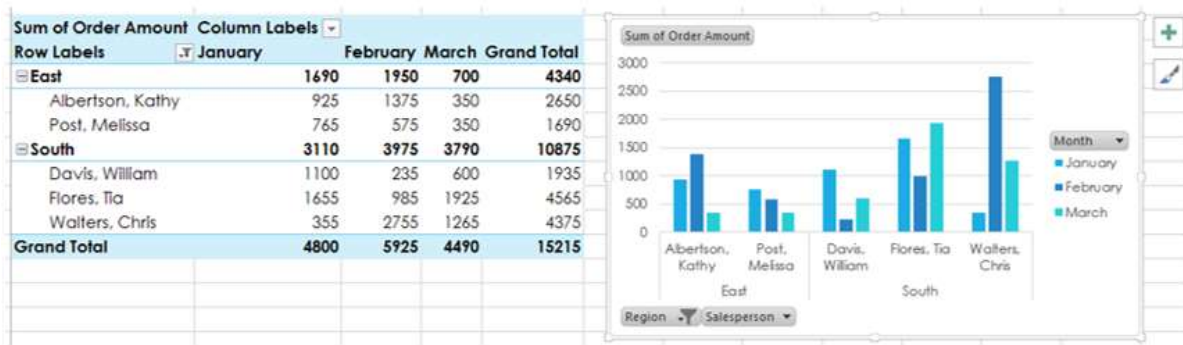 Sum of Order Amount Column Labels
Row Labels January February March Grand Total
East 1690 1950 700 4340
Albertson, Kathy 925 1375 350 2650
Post, Melissa 765 575 350 1690
South 3110 3975 3790 10875
Davis, William 1100 235 600 1935
Flores, Tia 1655 985 1925 4565
Walters, Chris 355 2755 1265 4375
Grand Total 4800 5925 4490 15215
Sum of Order Amount
3000
2500
2000
1500
1000
500
0
Albertson, Post, Davis, Flores, Tia Walters,
Kathy Melissa William Chris
East South
Month
January
February
March
Region Salesperson